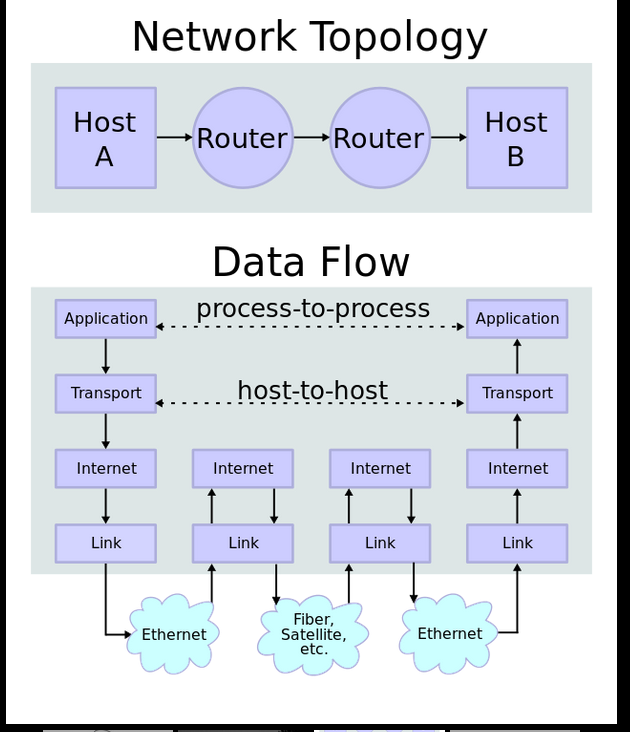 Network Topology
Host
A
Router
Router
Host
B
Data Flow
Application
process-to-process
Application
Transport
host-to-host
Transport
Internet
Internet
Internet
Internet
Link
Link
Link
Link
Ethernet
Fiber,
Satellite,
etc.
Ethernet